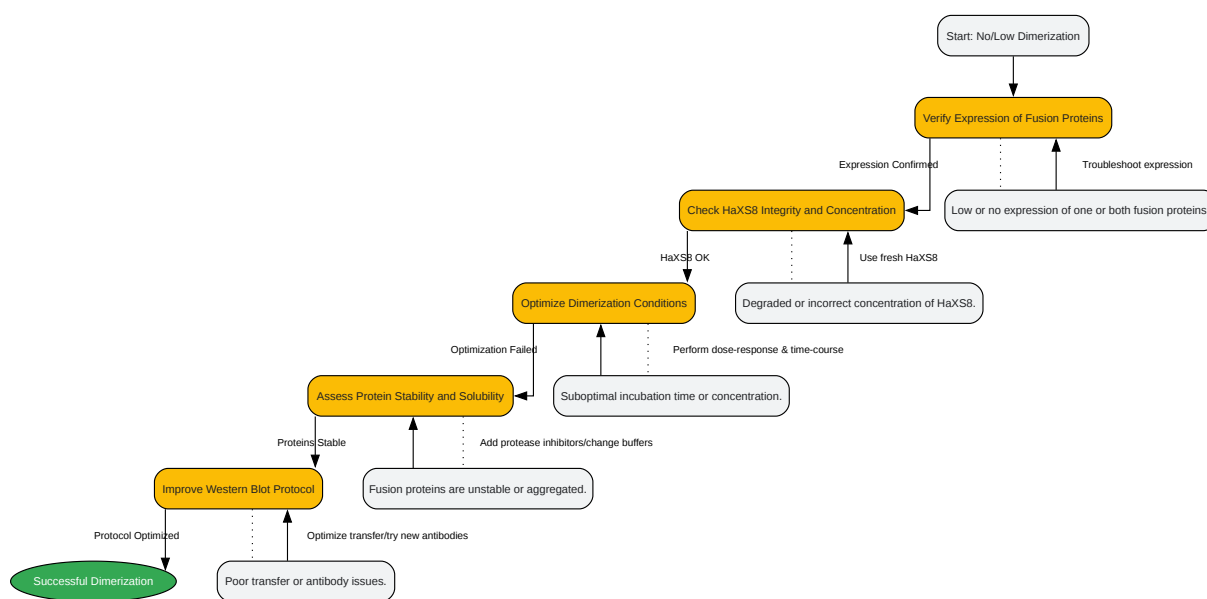 Start: No/Low Dimerization
Verify Expression of Fusion Proteins
Expression Confirmed
Troubleshoot expression
Check HaXS8 Integrity and Concentration
Low or no expression of one or both fusion proteins
HaXS8 OK
Use fresh HaXS8
Optimize Dimerization Conditions
Degraded or incorrect concentration of HaXS8.
Optimization Failed
Perform dose-response & time-course
Assess Protein Stability and Solubility
Suboptimal incubation time or concentration.
Proteins Stable
Add protease inhibitors/change buffers
Improve Western Blot Protocol
Fusion proteins are unstable or aggregated.
Protocol Optimized
Optimize transfer/try new antibodies
Successful Dimerization
Poor transfer or antibody issues.